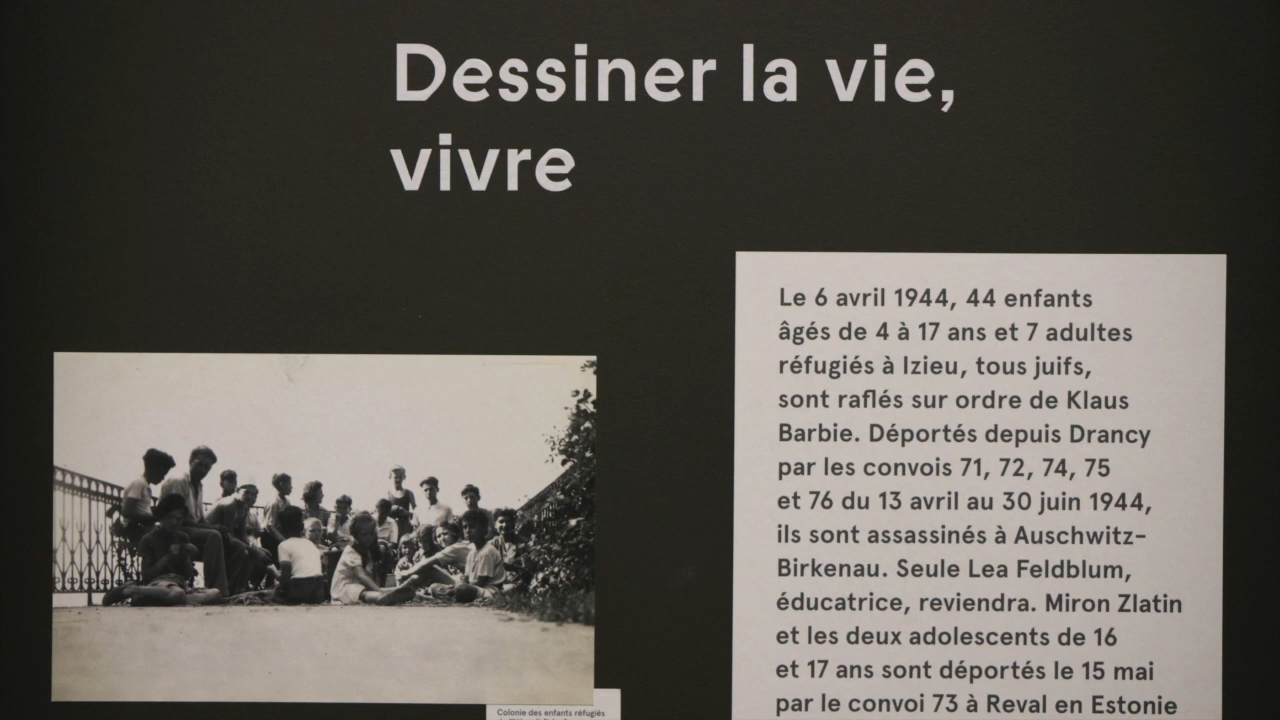 Dessiner la vie,
vivre
Le 6 avril 1944, 44 enfants
âgés de 4 à 17 ans et 7 adultes
réfugiés à Izieu, tous juifs,
sont raflés sur ordre de Klaus
Barbie. Déportés depuis Drancy
par les convois 71, 72, 74, 75
et 76 du 13 avril au 30 juin 1944,
ils sont assassinés à Auschwitz-
Birkenau. Seule Lea Feldblum,
éducatrice, reviendra. Miron Zlatin
et les deux adolescents de 16
et 17 ans sont déportés le 15 mai
par le convoi 73 à Reval en Estonie
Colonie des enfants réfugiés